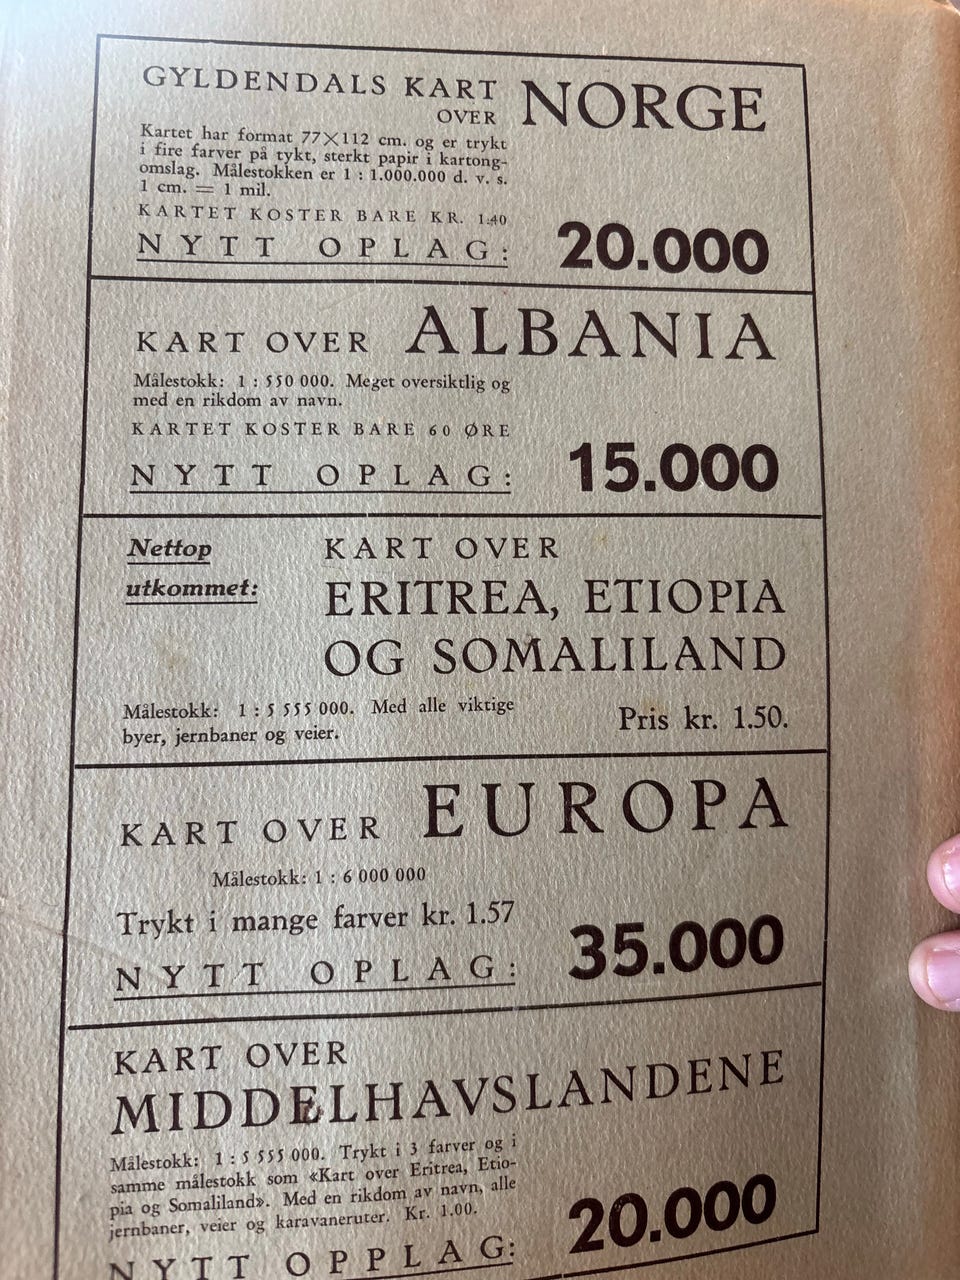 GYLDENDALS KART
OVER NORGE
Kartet har format 77×112 cm. og er trykt
i fire farver på tykt, sterkt papir i kartong-
omslag. Målestokken er 1 : 1.000.000 d. v. s.
1 cm. = 1 mil.
KARTET KOSTER BARE KR. 1.40
NYTT OPLAG: 20.000
KART OVER ALBANIA
Målestokk: 1 : 550 000. Meget oversiktlig og
med en rikdom av navn.
KARTET KOSTER BARE 60 ØRE
NYTT OPLAG: 15.000
Nettop
utkommet:
KART OVER
ERITREA, ETIOPIA
OG SOMALILAND
Målestokk: 1 : 5 555 000. Med alle viktige
byer, jernbaner og veier.
Pris kr. 1.50.
KART OVER EUROPA
Målestokk: 1 : 6 000 000
Trykt i mange farver kr. 1.57
NYTT OPLAG: 35.000
KART OVER
MIDDELHAVSLANDENE
Målestokk: 1 : 5 555 000. Trykt i 3 farver og i
samme målestokk som «Kart over Eritrea, Etio-
pia og Somaliland». Med en rikdom av navn, alle
jernbaner, veier og karavaneruter. Kr. 1.00.
NYTT OPPLAG: 20.000